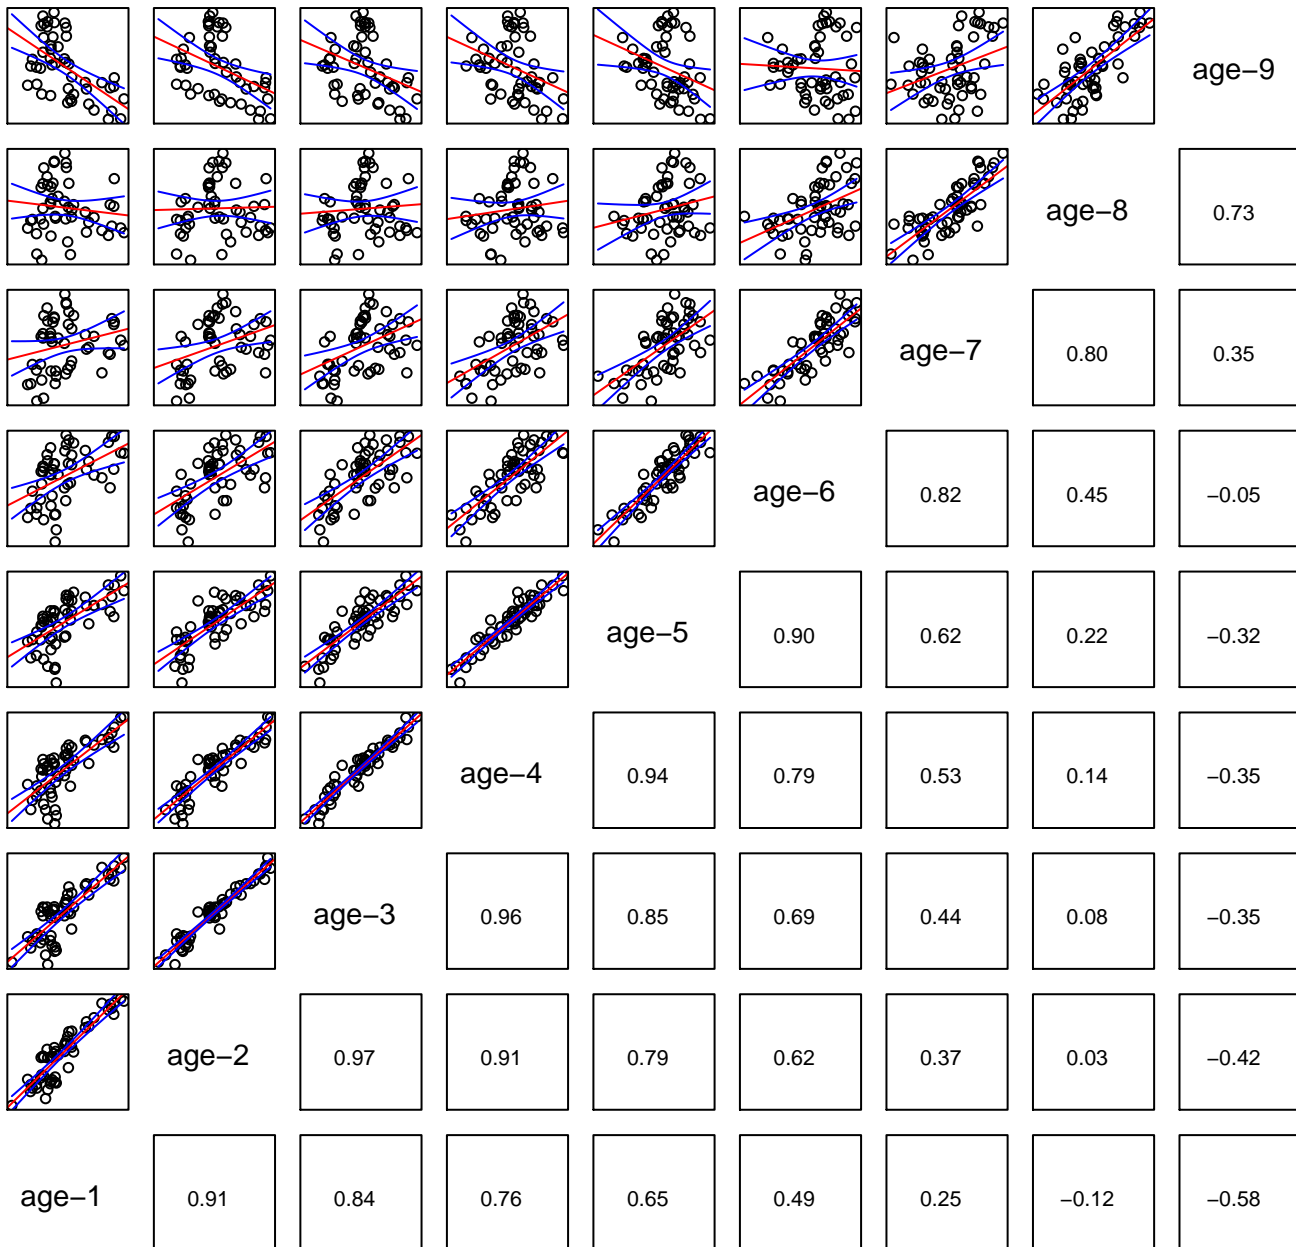 age−9
age−8 0.73
age−7 0.80 0.35
age−6 0.82 0.45 −0.05
age−5 0.90 0.62 0.22 −0.32
age−4 0.94 0.79 0.53 0.14 −0.35
age−3 0.96 0.85 0.69 0.44 0.08 −0.35
age−2 0.97 0.91 0.79 0.62 0.37 0.03 −0.42
age−1 0.91 0.84 0.76 0.65 0.49 0.25 −0.12 −0.58